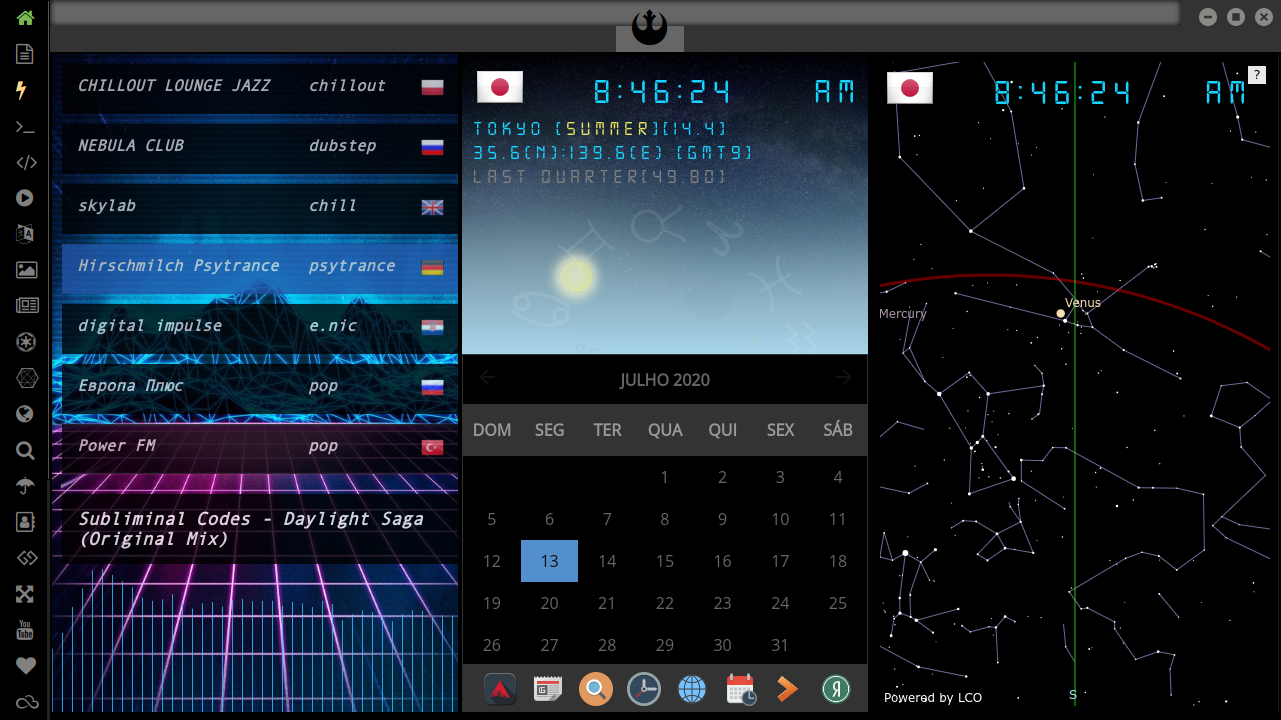 CHILLOUT LOUNGE JAZZ chillout
NEBULA CLUB dubstep
skylab chill
Hirschmilch Psytrance psytrance
digital impulse e.nic
Европа Плюс pop
Power FM pop
Subliminal Codes - Daylight Saga
(Original Mix)
8:46:24 AM
TOKYO [SUMMER][14.4]
35.6(N):139.6(E) [GMT9]
LAST QUARTER[49.80]
JULHO 2020
DOM SEG TER QUA QUI SEX SÁB
1 2 3 4
5 6 7 8 9 10 11
12 13 14 15 16 17 18
19 20 21 22 23 24 25
26 27 28 29 30 31
8:46:24 AM
?
Venus
Mercury
Powered by LCO
S
You
Tube